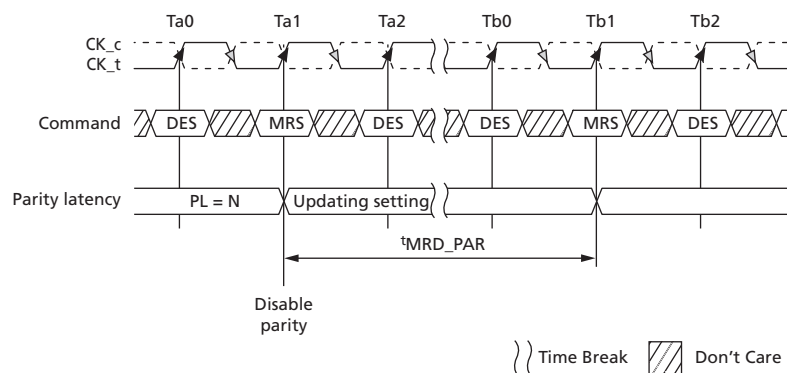 Ta0 Ta1 Ta2 Tb0 Tb1 Tb2
CK_c
CK_t
Command DES MRS DES DES MRS DES
Parity latency PL = N Updating setting
tMRD_PAR
Disable
parity
Time Break Don't Care